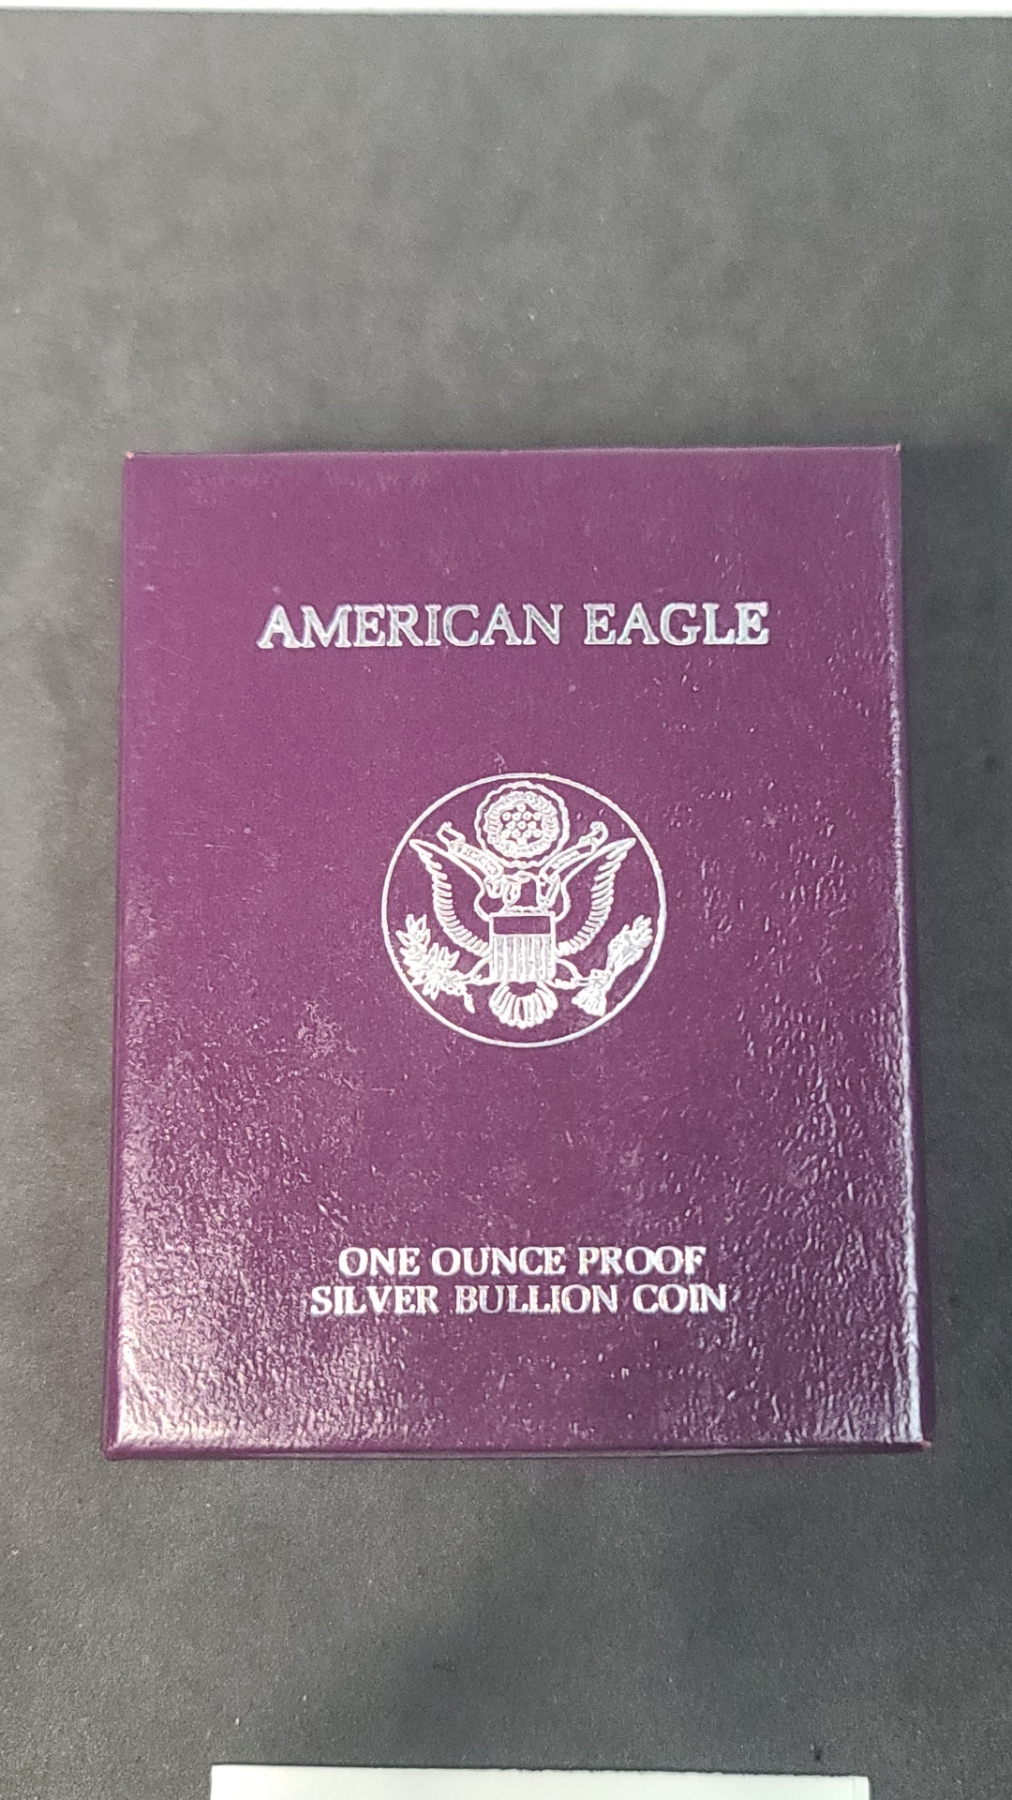 AMERICAN EAGLE
ONE OUNCE PROOF
SILVER BULLION COIN